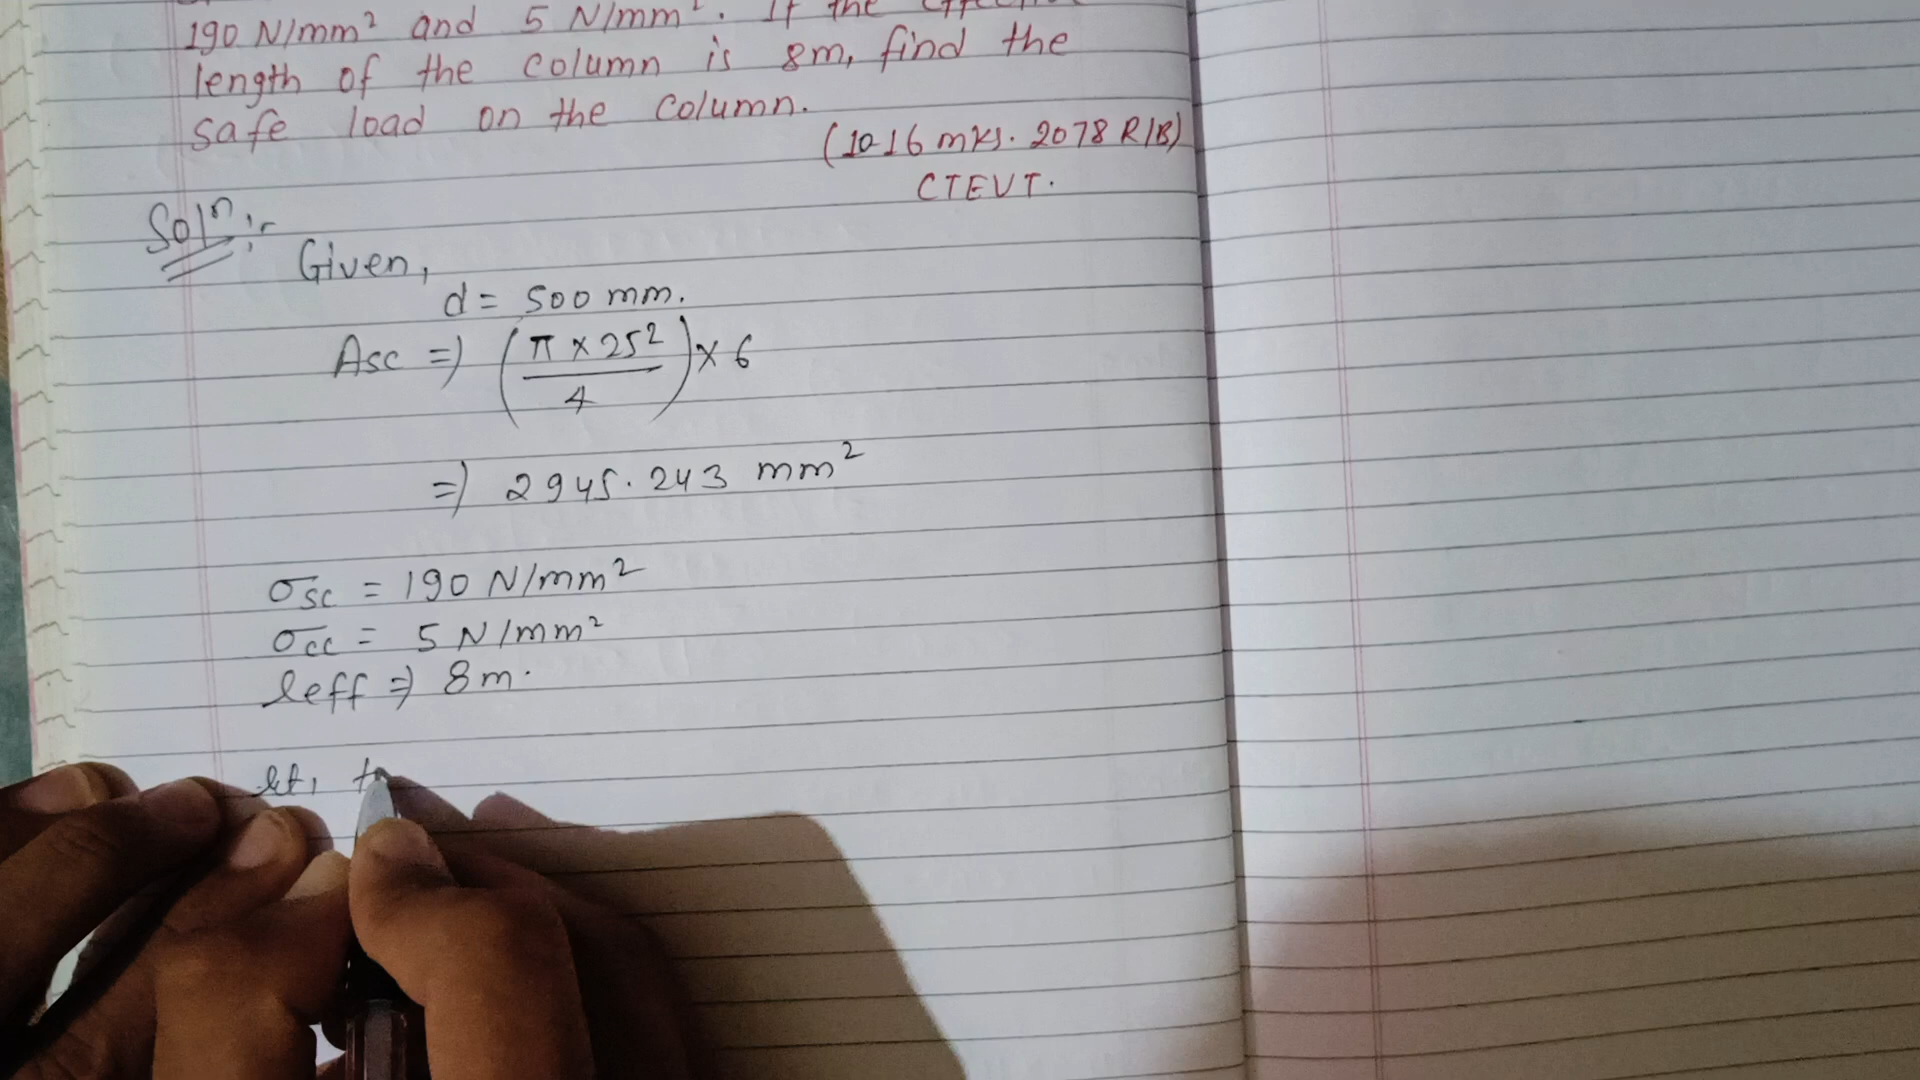 190 N/mm² and 5 N/mm². If the effective
length of the column is 8m, find the
safe load on the column.
(10-16 mks. 2078 R/B)
CTEVT.
Solⁿ:-
Given,
d = 500 mm.
Asc ⇒ (π × 25² / 4) × 6
⇒ 2945.243 mm²
σsc = 190 N/mm²
σcc = 5 N/mm²
leff ⇒ 8m.
let,